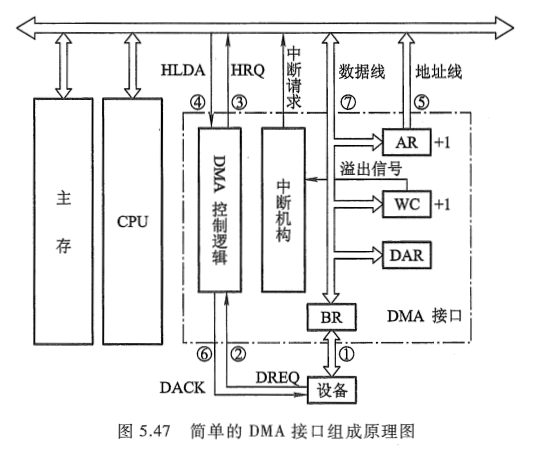 HLDA
HRQ
中断请求
数据线
地址线
④
③
⑦
⑤
主存
CPU
DMA 控制逻辑
中断机构
AR
+1
溢出信号
WC
+1
DAR
BR
DMA 接口
⑥
②
①
DACK
DREQ
设备
图 5.47 简单的 DMA 接口组成原理图